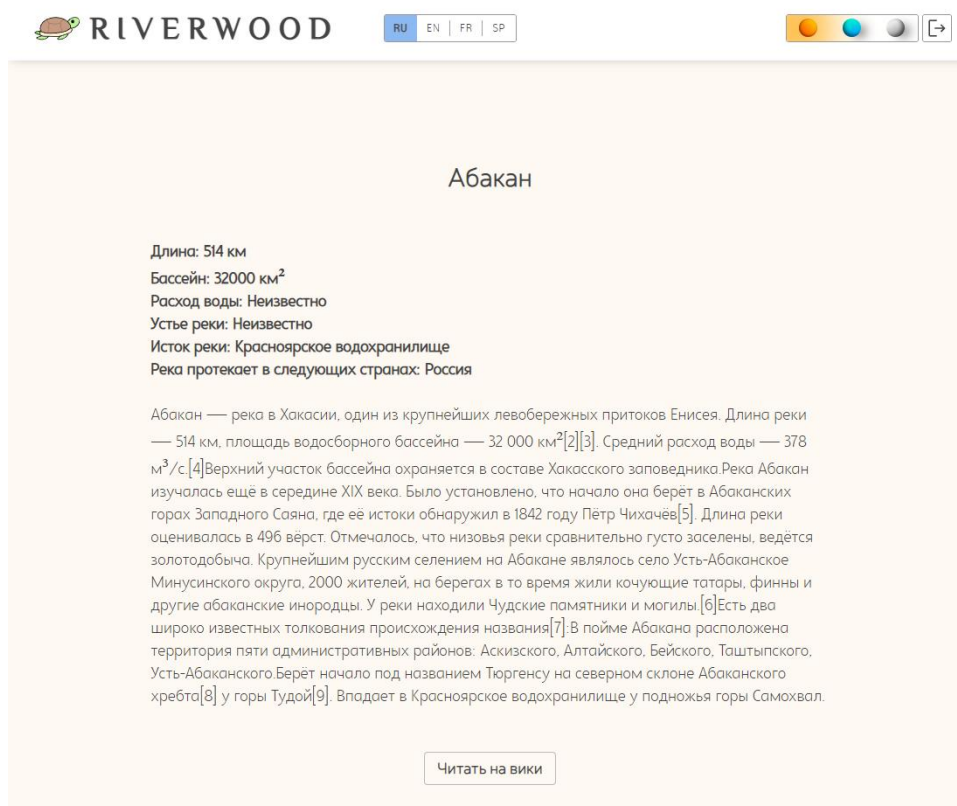 RIVERWOOD
RU EN FR SP
Абакан
Длина: 514 км
Бассейн: 32000 км²
Расход воды: Неизвестно
Устье реки: Неизвестно
Исток реки: Красноярское водохранилище
Река протекает в следующих странах: Россия
Абакан — река в Хакасии, один из крупнейших левобережных притоков Енисея. Длина реки
— 514 км, площадь водосборного бассейна — 32 000 км²[2][3]. Средний расход воды — 378
м³/с.[4]Верхний участок бассейна охраняется в составе Хакасского заповедника.Река Абакан
изучалась ещё в середине XIX века. Было установлено, что начало она берёт в Абаканских
горах Западного Саяна, где её истоки обнаружил в 1842 году Пётр Чихачёв[5]. Длина реки
оценивалась в 496 вёрст. Отмечалось, что низовья реки сравнительно густо заселены, ведётся
золотодобыча. Крупнейшим русским селением на Абакане являлось село Усть-Абаканское
Минусинского округа, 2000 жителей, на берегах в то время жили кочующие татары, финны и
другие абаканские инородцы. У реки находили Чудские памятники и могилы.[6]Есть два
широко известных толкования происхождения названия[7]:В пойме Абакана расположена
территория пяти административных районов: Аскизского, Алтайского, Бейского, Таштыпского,
Усть-Абаканского.Берёт начало под названием Тюргенсу на северном склоне Абаканского
хребта[8] у горы Тудой[9]. Впадает в Красноярское водохранилище у подножья горы Самохвал.
Читать на вики